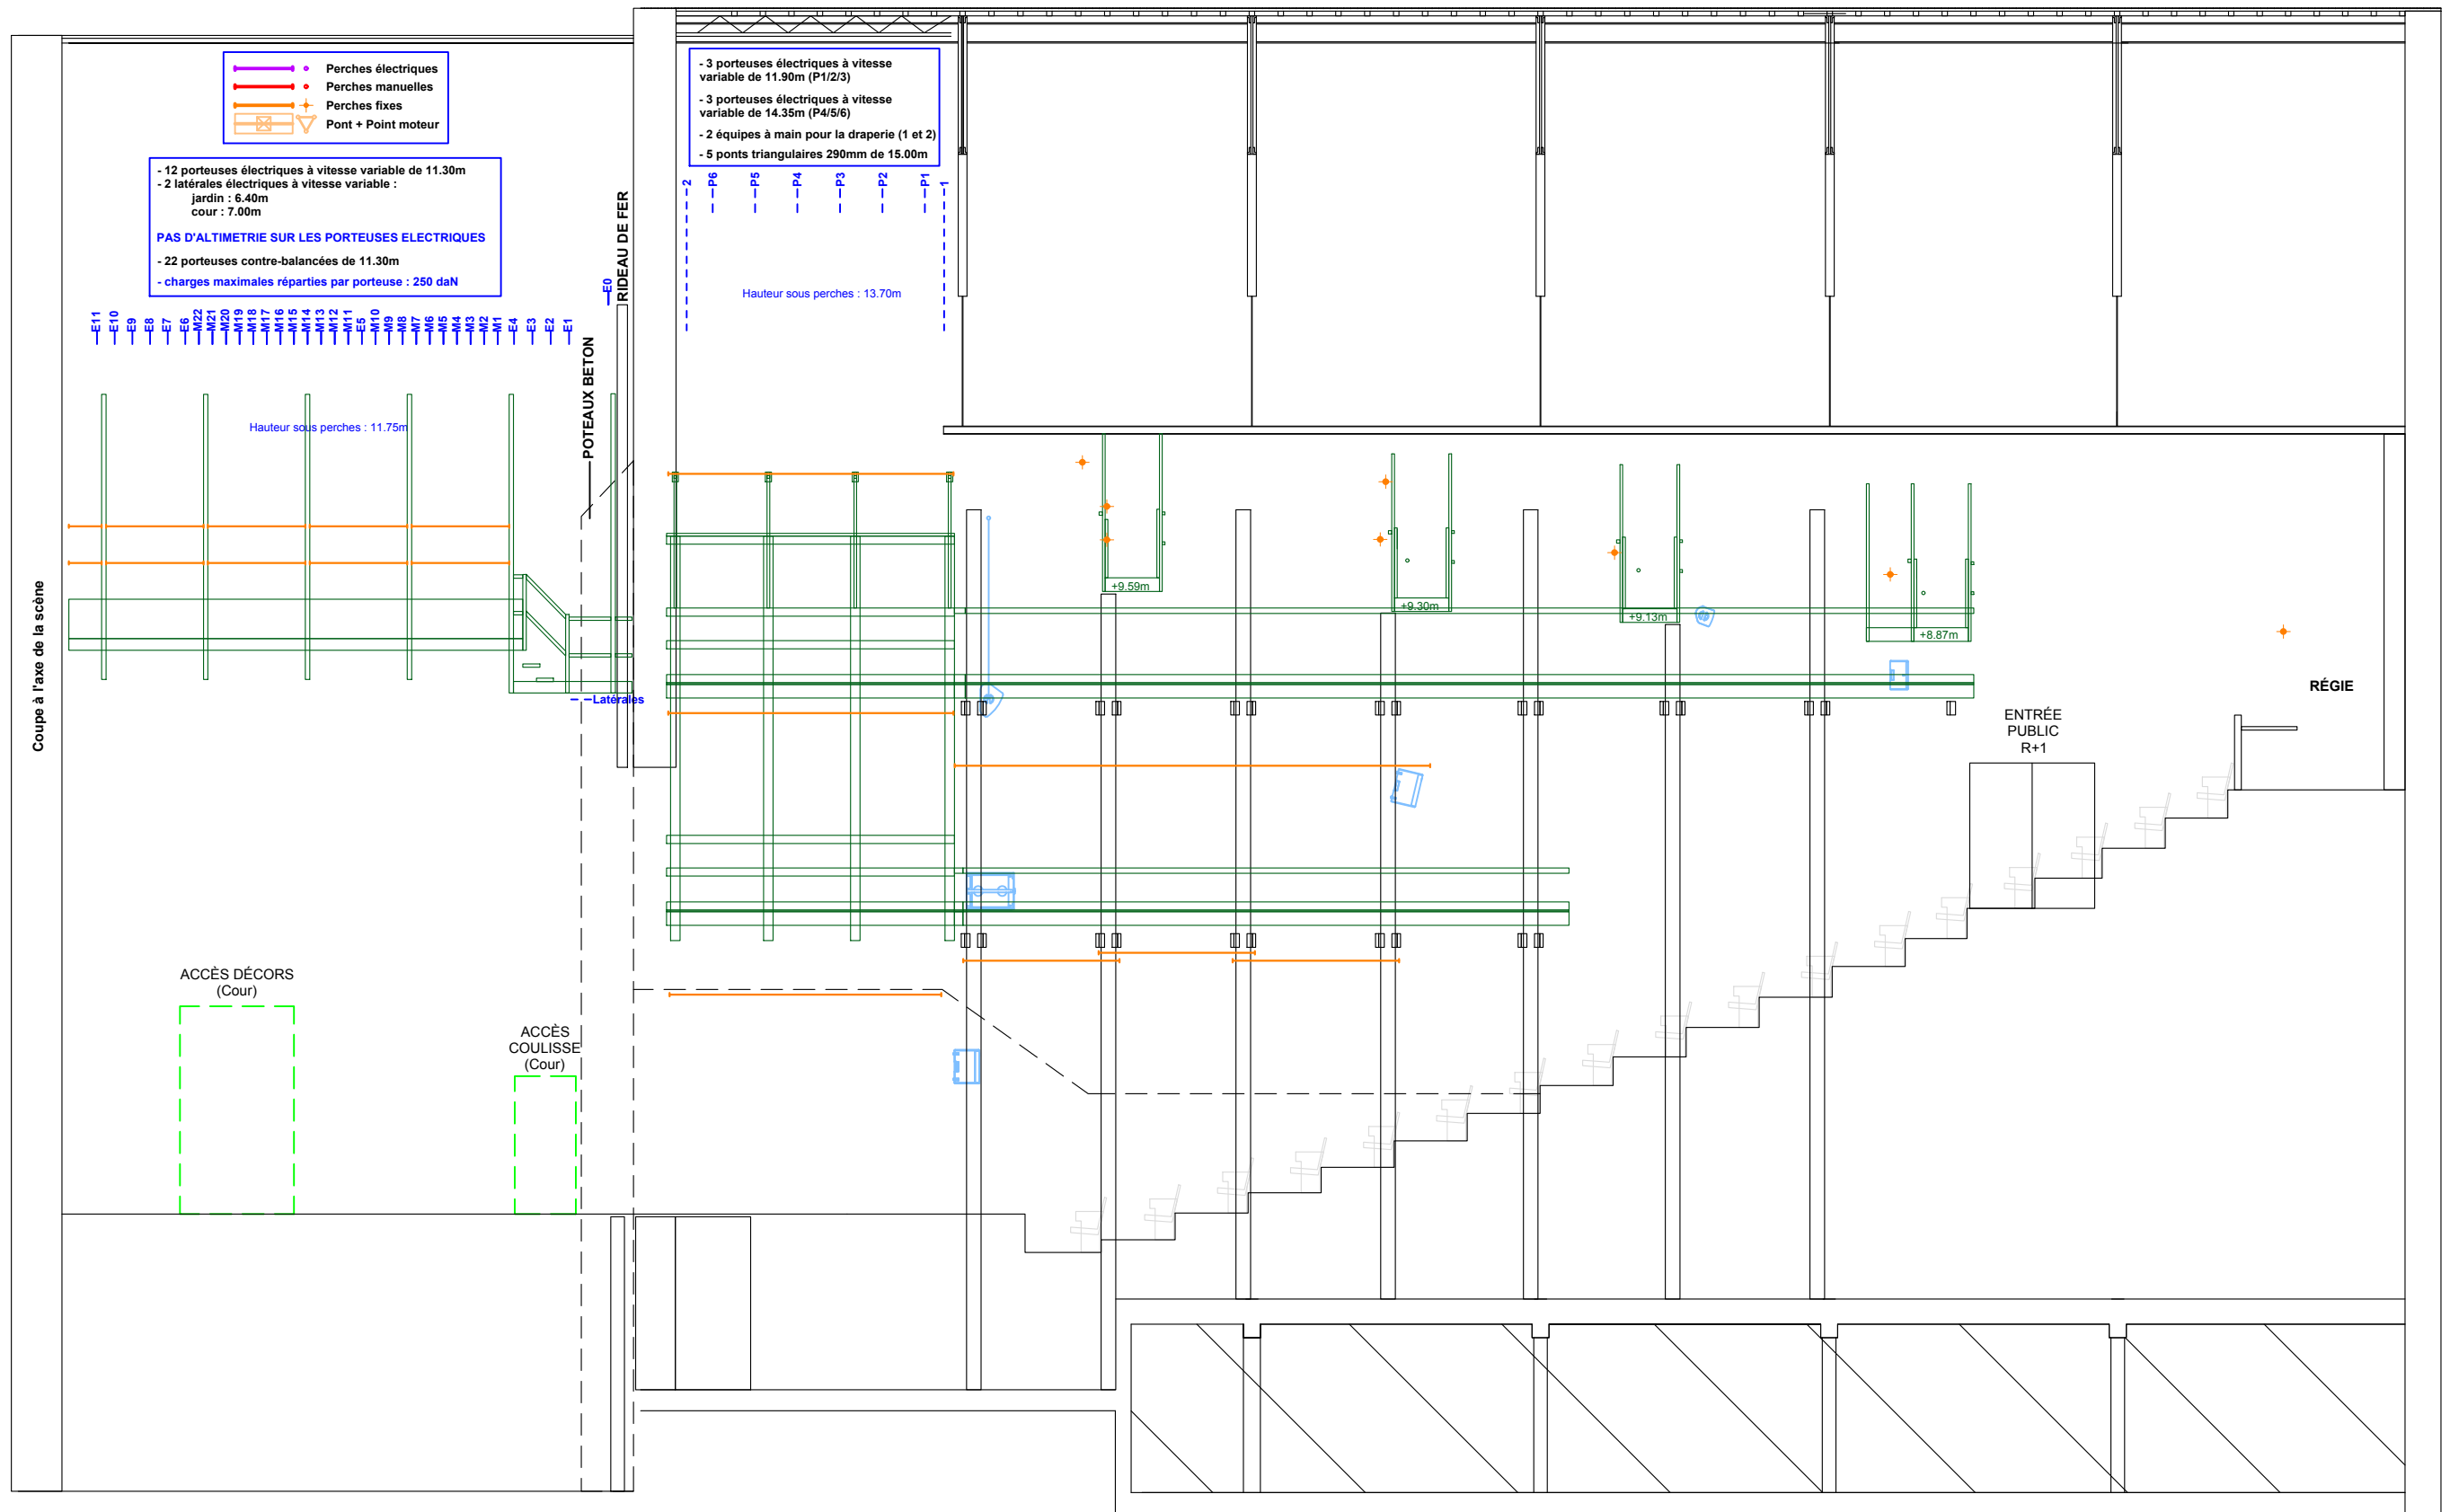 Perches électriques
Perches manuelles
Perches fixes
Pont + Point moteur
- 12 porteuses électriques à vitesse variable de 11.30m
- 2 latérales électriques à vitesse variable :
jardin : 6.40m
cour : 7.00m
PAS D'ALTIMETRIE SUR LES PORTEUSES ELECTRIQUES
- 22 porteuses contre-balancées de 11.30m
- charges maximales réparties par porteuse : 250 daN
- 3 porteuses électriques à vitesse
variable de 11.90m (P1/2/3)
- 3 porteuses électriques à vitesse
variable de 14.35m (P4/5/6)
- 2 équipes à main pour la draperie (1 et 2)
- 5 ponts triangulaires 290mm de 15.00m
2
P6
P5
P4
P3
P2
P1
1
Hauteur sous perches : 13.70m
RIDEAU DE FER
E0
E11
E10
E9
E8
E7
E6
M22
M21
M20
M19
M18
M17
M16
M15
M14
M13
M12
M11
E5
M10
M9
M8
M7
M6
M5
M4
M3
M2
M1
E4
E3
E2
E1
POTEAUX BETON
Hauteur sous perches : 11.75m
Coupe à l'axe de la scène
Latérales
+9.59m
+9.30m
+9.13m
+8.87m
RÉGIE
ENTRÉE
PUBLIC
R+1
ACCÈS DÉCORS
(Cour)
ACCÈS
COULISSE
(Cour)